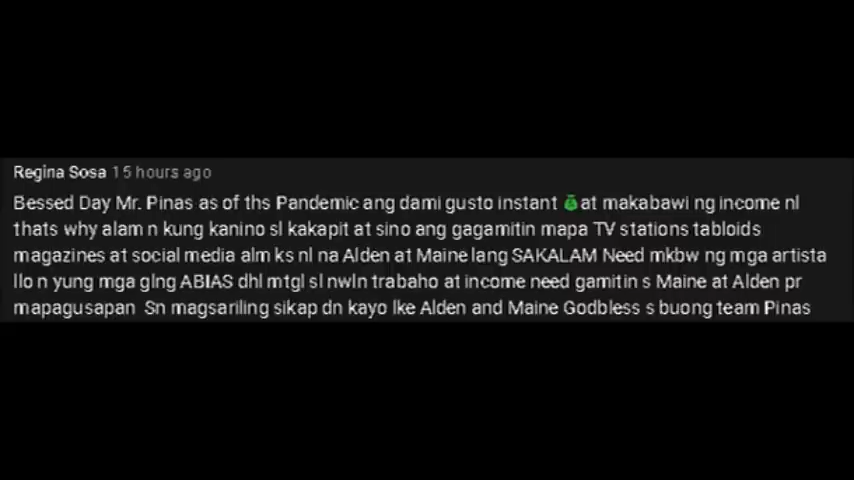 Regina Sosa 15 hours ago
Bessed Day Mr. Pinas as of ths Pandemic ang dami gusto instant 💰at makabawi ng income nl
thats why alam n kung kanino sl kakapit at sino ang gagamitin mapa TV stations tabloids
magazines at social media alm ks nl na Alden at Maine lang SAKALAM Need mkbw ng mga artista
llo n yung mga glng ABIAS dhl mtgl sl nwln trabaho at income need gamitin s Maine at Alden pr
mapagusapan Sn magsariling sikap dn kayo lke Alden and Maine Godbless s buong team Pinas